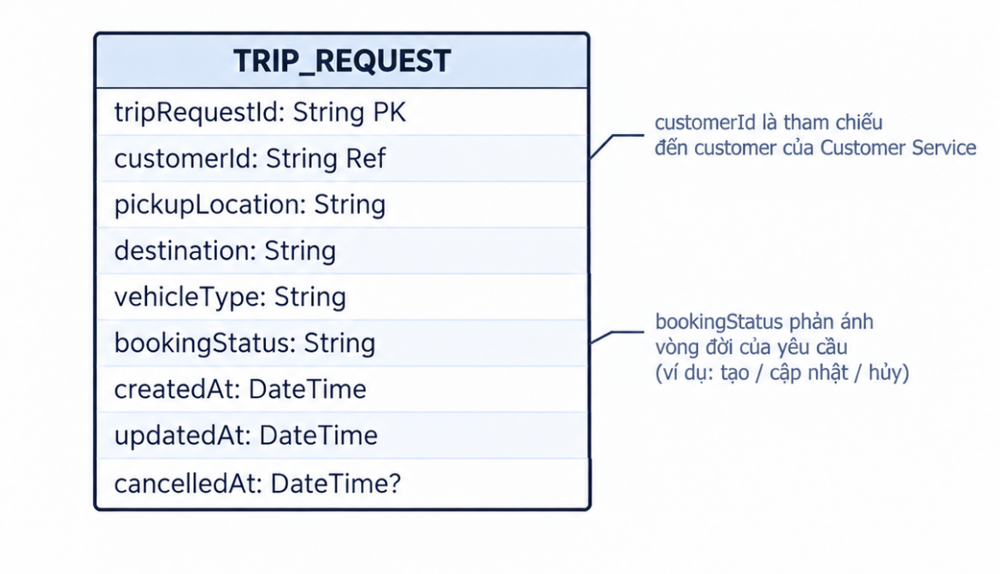 TRIP_REQUEST
tripRequestId: String PK
customerId: String Ref
pickupLocation: String
destination: String
vehicleType: String
bookingStatus: String
createdAt: DateTime
updatedAt: DateTime
cancelledAt: DateTime?
customerId là tham chiếu
đến customer của Customer Service
bookingStatus phản ánh
vòng đời của yêu cầu
(ví dụ: tạo / cập nhật / hủy)